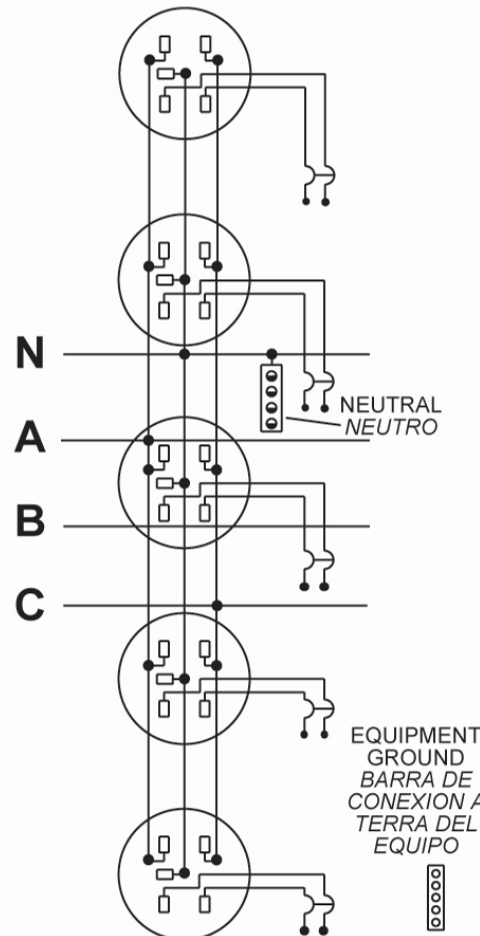 N
NEUTRAL
NEUTRO
A
B
C
EQUIPMENT
GROUND
BARRA DE
CONEXION A
TERRA DEL
EQUIPO